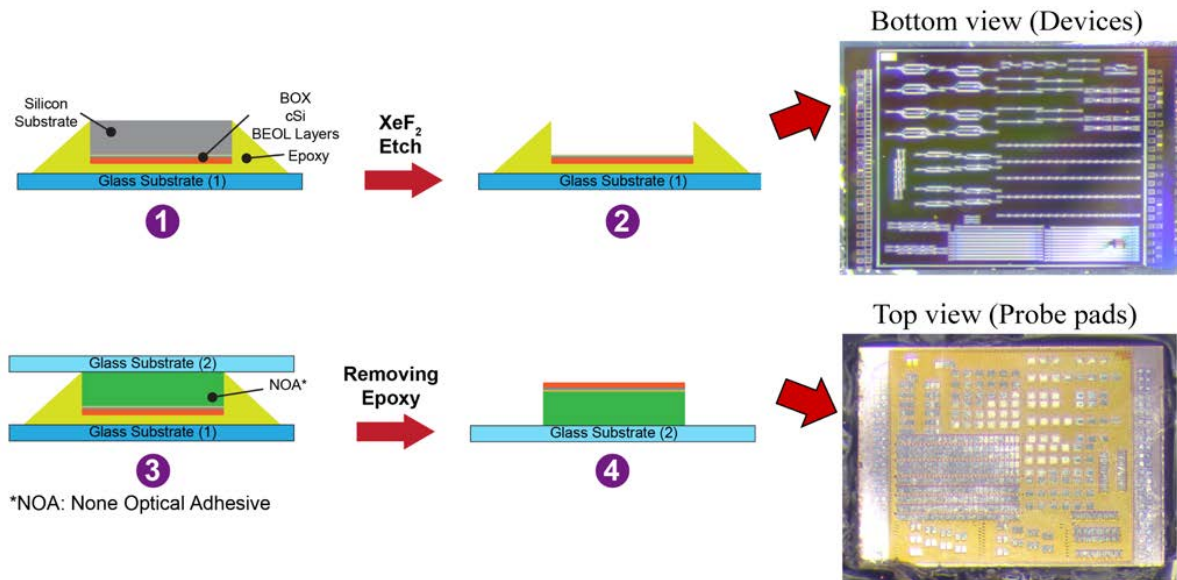 Bottom view (Devices)
Silicon
Substrate
BOX
cSi
BEOL Layers
Epoxy
Glass Substrate (1)
1
XeF₂
Etch
Glass Substrate (1)
2
Top view (Probe pads)
Glass Substrate (2)
NOA*
Glass Substrate (1)
3
*NOA: None Optical Adhesive
Removing
Epoxy
Glass Substrate (2)
4